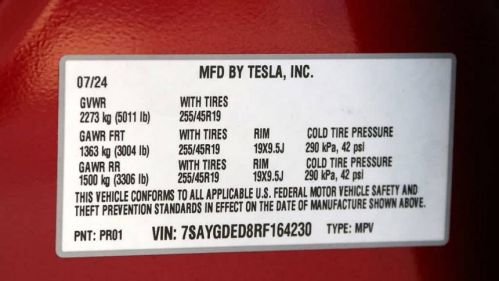 MFD BY TESLA, INC.
07/24
GVWR WITH TIRES
2273 kg (5011 lb) 255/45R19
GAWR FRT WITH TIRES RIM COLD TIRE PRESSURE
1363 kg (3004 lb) 255/45R19 19X9.5J 290 kPa, 42 psi
GAWR RR WITH TIRES RIM COLD TIRE PRESSURE
1500 kg (3306 lb) 255/45R19 19X9.5J 290 kPa, 42 psi
THIS VEHICLE CONFORMS TO ALL APPLICABLE U.S. FEDERAL MOTOR VEHICLE SAFETY AND
THEFT PREVENTION STANDARDS IN EFFECT ON THE DATE OF MANUFACTURE SHOWN ABOVE.
PNT: PR01 VIN: 7SAYGDED8RF164230 TYPE: MPV